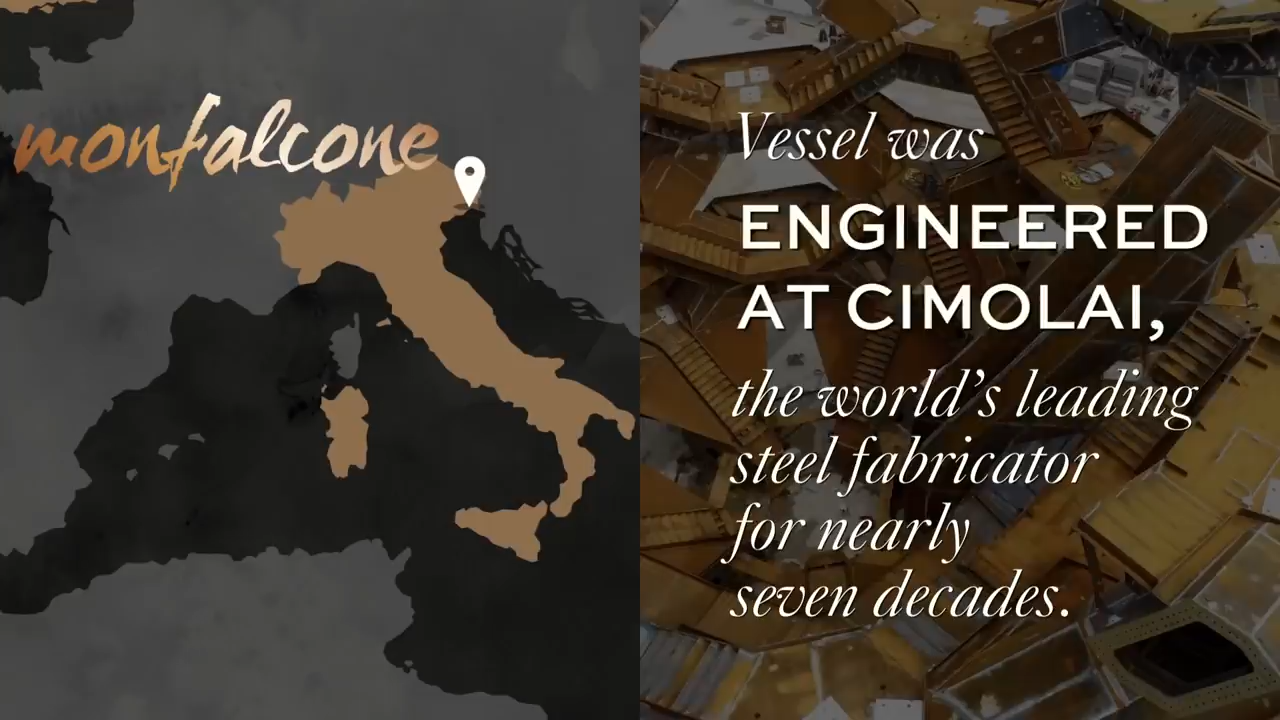 monfalcone
Vessel was
ENGINEERED
AT CIMOLAI,
the world's leading
steel fabricator
for nearly
seven decades.